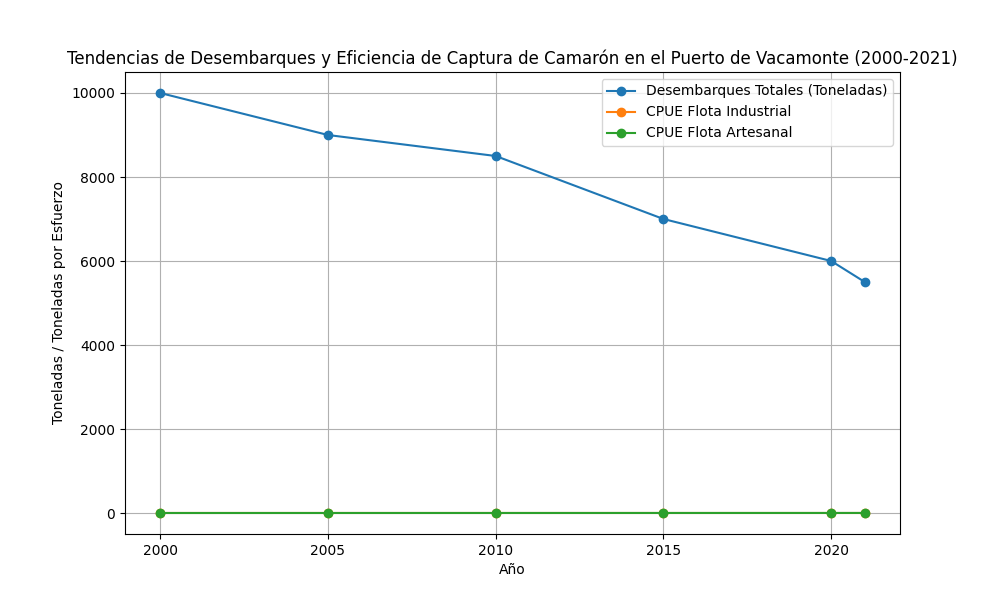 Tendencias de Desembarques y Eficiencia de Captura de Camarón en el Puerto de Vacamonte (2000-2021)
Desembarques Totales (Toneladas)
CPUE Flota Industrial
CPUE Flota Artesanal
Toneladas / Toneladas por Esfuerzo
10000
8000
6000
4000
2000
0
2000
2005
2010
2015
2020
Año